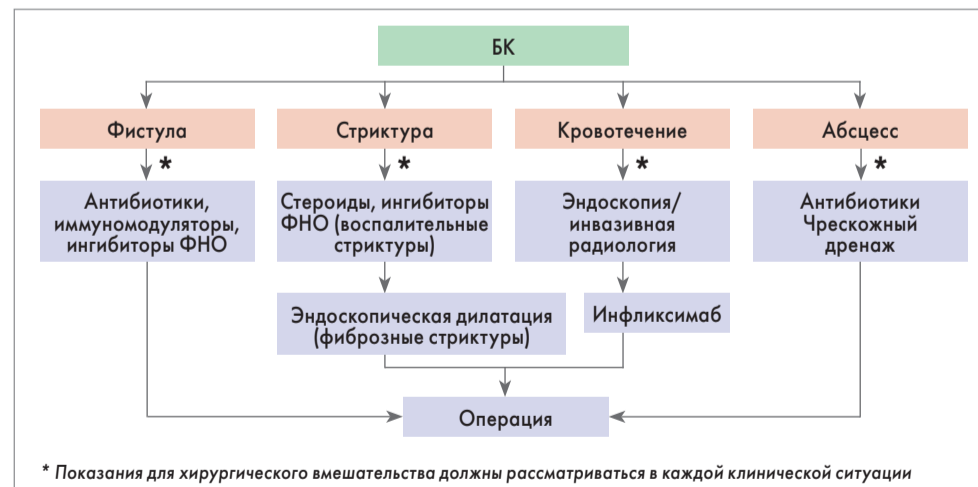 БК
Фистула
Стриктура
Кровотечение
Абсцесс
*
*
*
*
Антибиотики,
иммуномодуляторы,
ингибиторы ФНО
Стероиды, ингибиторы
ФНО (воспалительные
стриктуры)
Эндоскопия/
инвазивная
радиология
Антибиотики
Чрескожный
дренаж
Эндоскопическая дилатация
(фиброзные стриктуры)
Инфликсимаб
Операция
* Показания для хирургического вмешательства должны рассматриваться в каждой клинической ситуации